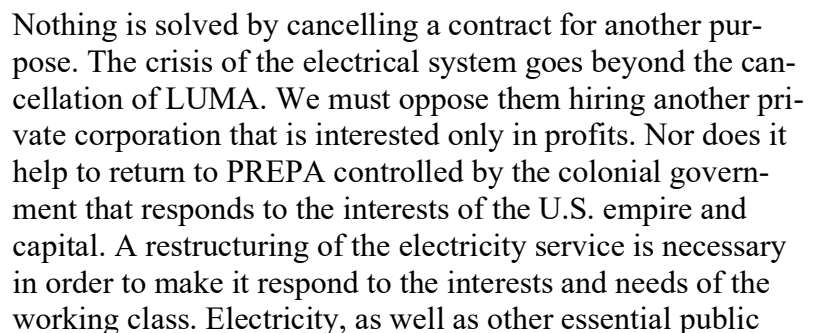 Nothing is solved by cancelling a contract for another pur-
pose. The crisis of the electrical system goes beyond the can-
cellation of LUMA. We must oppose them hiring another pri-
vate corporation that is interested only in profits. Nor does it
help to return to PREPA controlled by the colonial govern-
ment that responds to the interests of the U.S. empire and
capital. A restructuring of the electricity service is necessary
in order to make it respond to the interests and needs of the
working class. Electricity, as well as other essential public